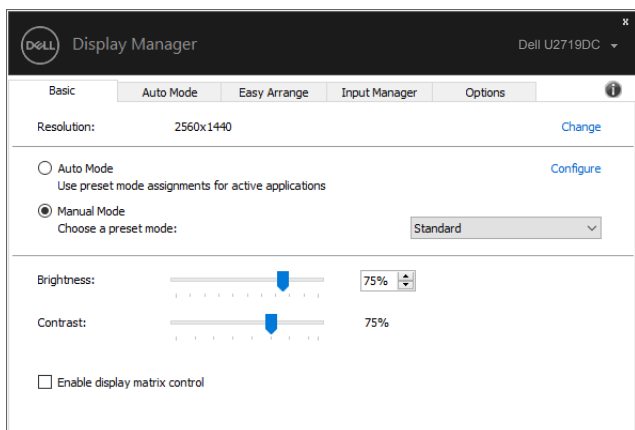 x
DELL Display Manager Dell U2719DC
Basic Auto Mode Easy Arrange Input Manager Options i
Resolution: 2560x1440 Change
Auto Mode Configure
Use preset mode assignments for active applications
Manual Mode
Choose a preset mode: Standard
Brightness: 75%
Contrast: 75%
Enable display matrix control